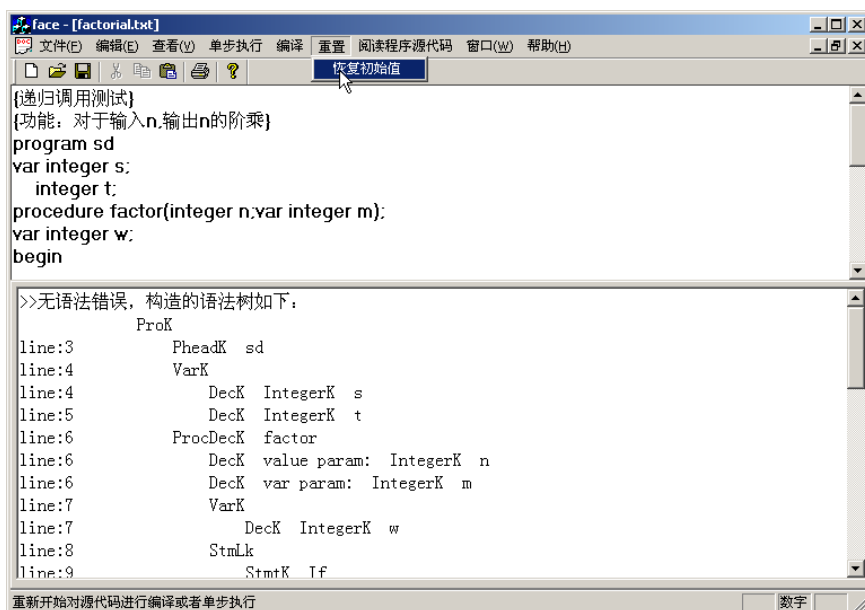 face - [factorial.txt]
文件(F) 编辑(E) 查看(V) 单步执行 编译 重置 阅读程序源代码 窗口(W) 帮助(H)
恢复初始值
{递归调用测试}
{功能：对于输入n,输出n的阶乘}
program sd
var integer s;
integer t;
procedure factor(integer n;var integer m);
var integer w;
begin
>>无语法错误，构造的语法树如下：
ProK
line:3 PheadK sd
line:4 VarK
line:4 DecK IntegerK s
line:5 DecK IntegerK t
line:6 ProcDecK factor
line:6 DecK value param: IntegerK n
line:6 DecK var param: IntegerK m
line:7 VarK
line:7 DecK IntegerK w
line:8 StmLk
line:9 StmtK If
重新开始对源代码进行编译或者单步执行 数字